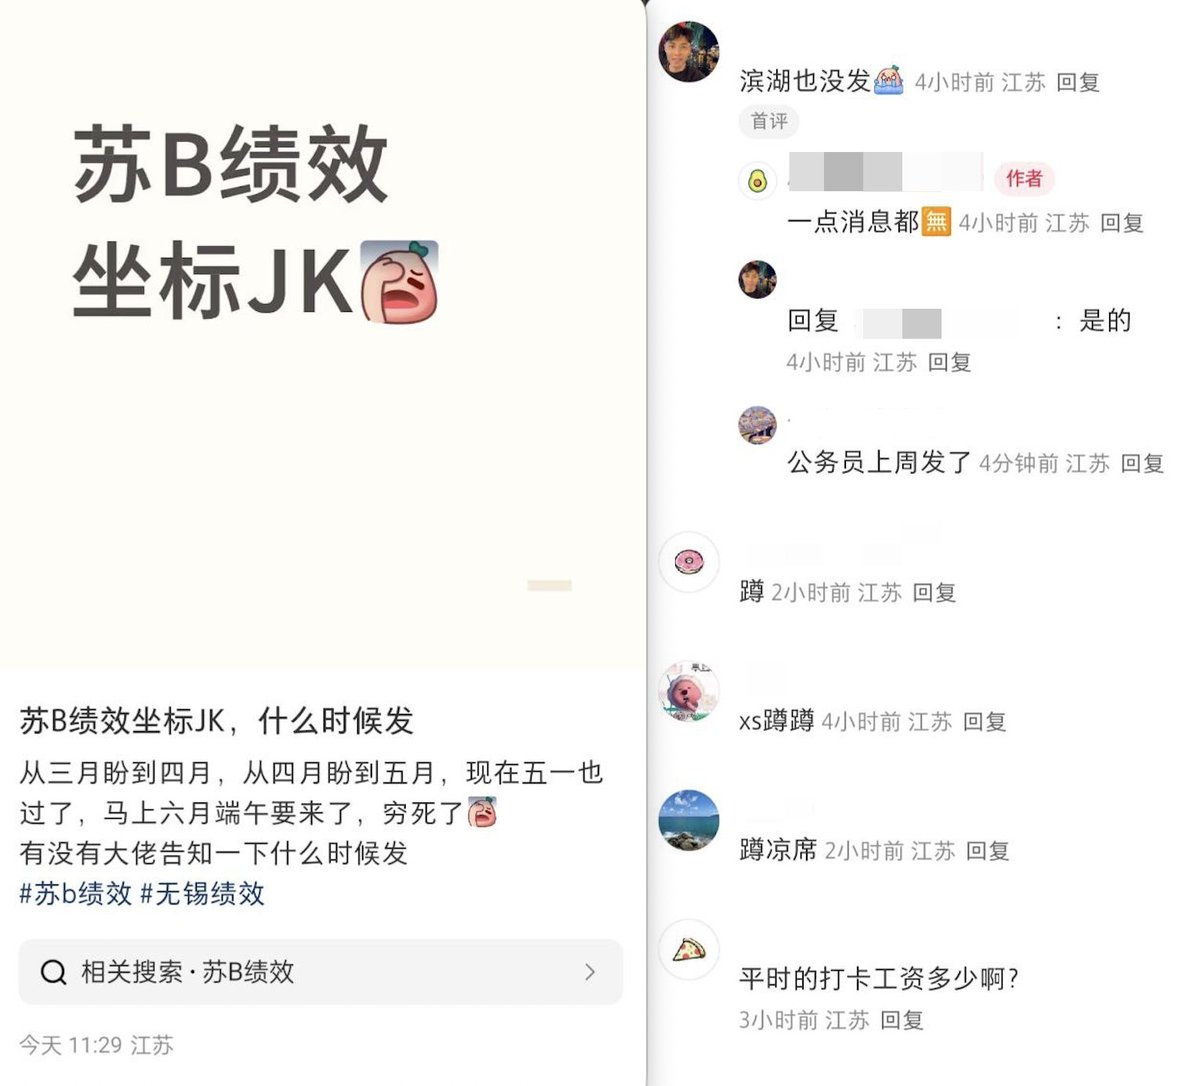 苏B绩效
坐标JK
苏B绩效坐标JK，什么时候发
从三月盼到四月，从四月盼到五月，现在五一也
过了，马上六月端午要来了，穷死了
有没有大佬告知一下什么时候发
#苏b绩效 #无锡绩效
相关搜索·苏B绩效
今天 11:29 江苏
滨湖也没发 4小时前 江苏 回复
首评
作者
一点消息都🈚 4小时前 江苏 回复
回复 ：是的
4小时前 江苏 回复
公务员上周发了 4分钟前 江苏 回复
蹲 2小时前 江苏 回复
xs蹲蹲 4小时前 江苏 回复
蹲凉席 2小时前 江苏 回复
平时的打卡工资多少啊？
3小时前 江苏 回复